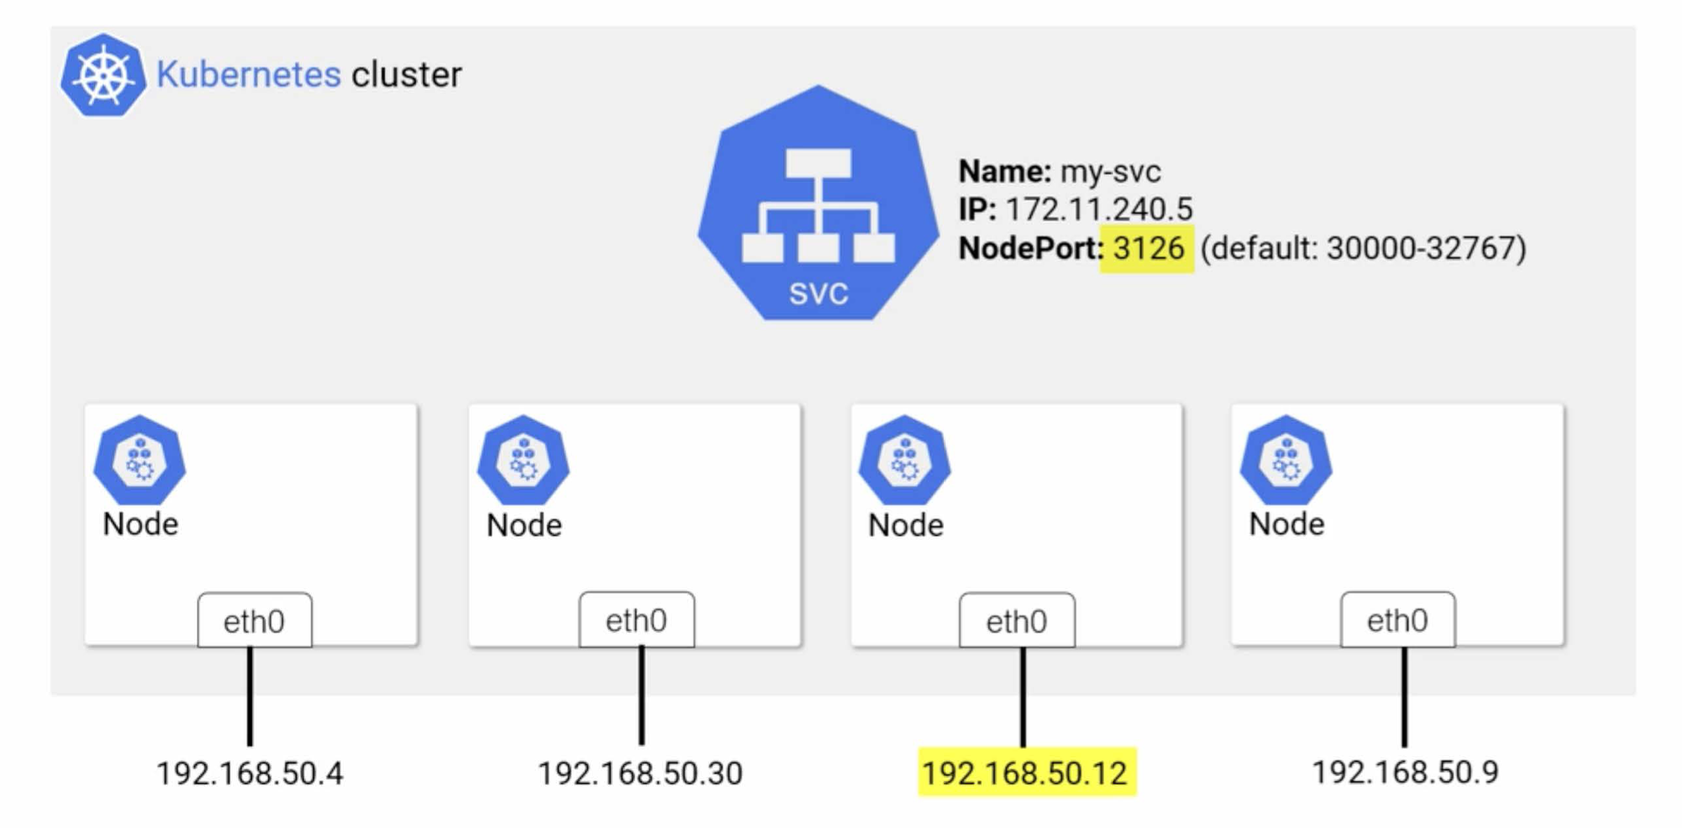 Kubernetes cluster
Name: my-svc
IP: 172.11.240.5
NodePort: 3126 (default: 30000-32767)
svc
Node
Node
Node
Node
eth0
eth0
eth0
eth0
192.168.50.4
192.168.50.30
192.168.50.12
192.168.50.9